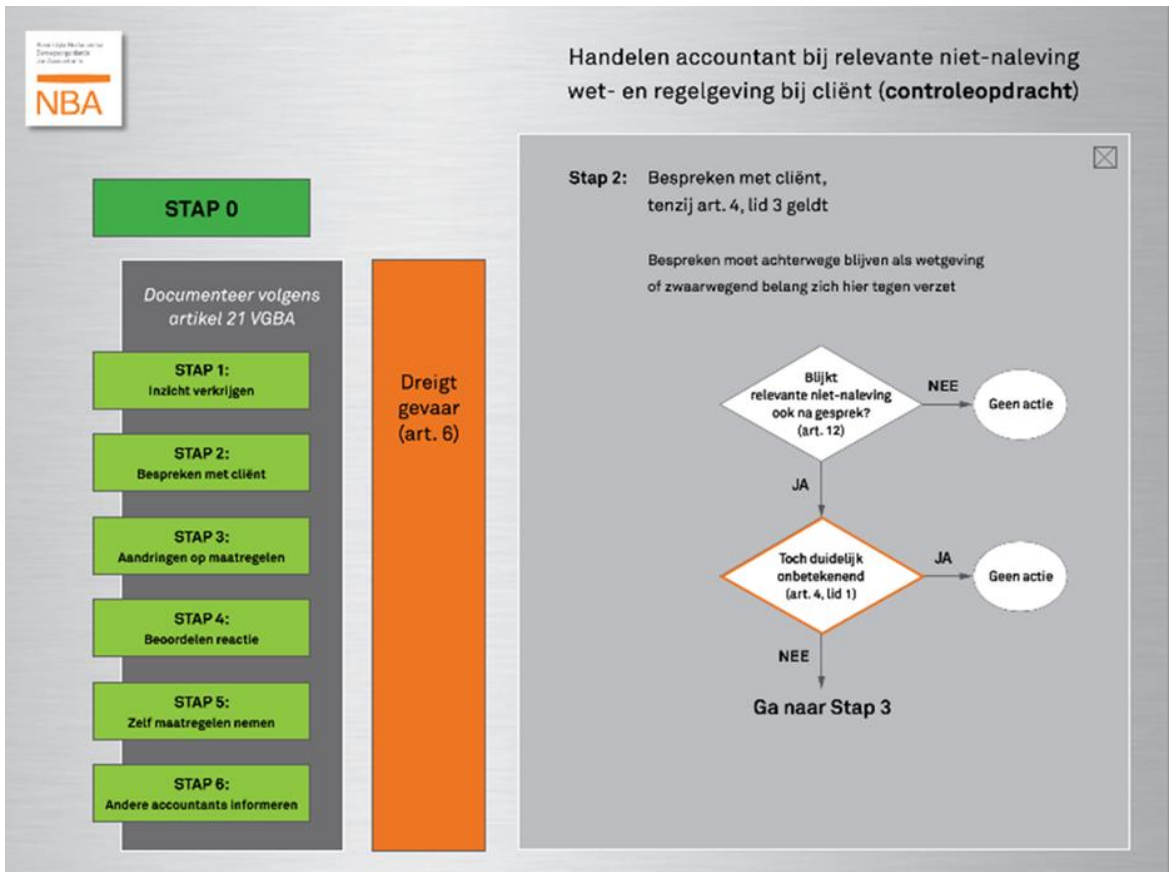 NBA
Handelen accountant bij relevante niet-naleving
wet- en regelgeving bij cliënt (controleopdracht)
STAP 0
Documenteer volgens
artikel 21 VGBA
STAP 1:
Inzicht verkrijgen
STAP 2:
Bespreken met cliënt
STAP 3:
Aandringen op maatregelen
STAP 4:
Beoordelen reactie
STAP 5:
Zelf maatregelen nemen
STAP 6:
Andere accountants informeren
Dreigt
gevaar
(art. 6)
Stap 2: Bespreken met cliënt,
tenzij art. 4, lid 3 geldt
Bespreken moet achterwege blijven als wetgeving
of zwaarwegend belang zich hier tegen verzet
Blijkt
relevante niet-naleving
ook na gesprek?
(art. 12)
NEE
Geen actie
JA
Toch duidelijk
onbetekenend
(art. 4, lid 1)
JA
Geen actie
NEE
Ga naar Stap 3